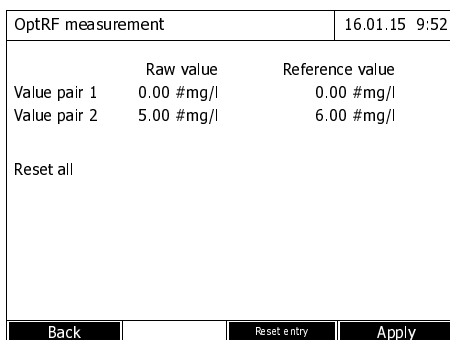 OptRF measurement 16.01.15 9:52
Raw value Reference value
Value pair 1 0.00 #mg/l 0.00 #mg/l
Value pair 2 5.00 #mg/l 6.00 #mg/l
Reset all
Back Reset entry Apply